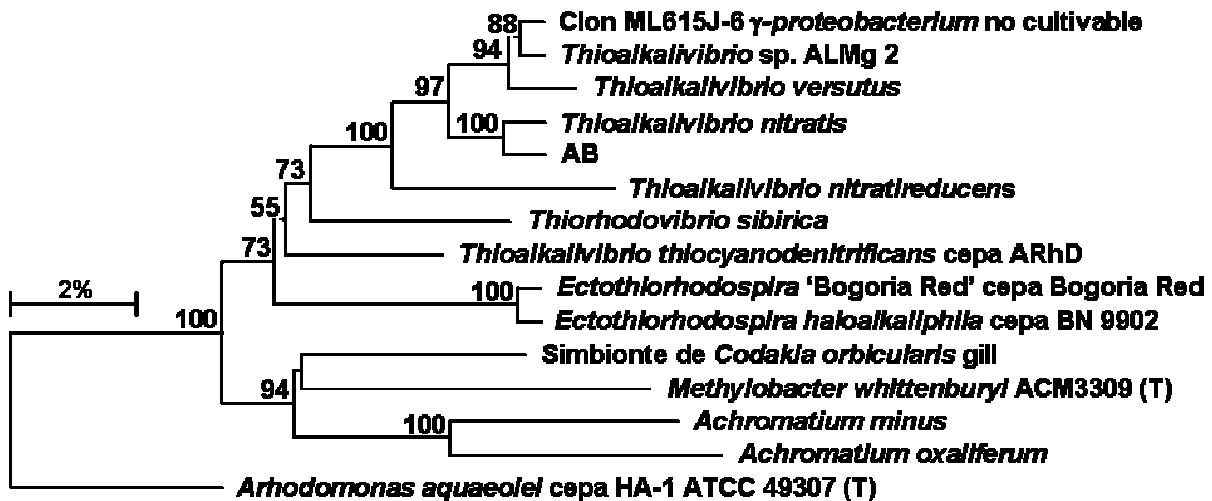 88 Clon ML615J-6 γ-proteobacterium no cultivable
94 Thioalkalivibrio sp. ALMg 2
97 Thioalkalivibrio versutus
100 Thioalkalivibrio nitratis
100 AB
73 Thioalkalivibrio nitratireducens
55 Thiorhodovibrio sibirica
73 Thioalkalivibrio thiocyanodenitrificans cepa ARhD
2% 100 Ectothiorhodospira ‘Bogoria Red’ cepa Bogoria Red
100 Ectothiorhodospira haloalkaliphila cepa BN 9902
Simbionte de Codakia orbicularis gill
94 Methylobacter whittenburyi ACM3309 (T)
100 Achromatium minus
Achromatium oxaliferum
Arhodomonas aquaeolei cepa HA-1 ATCC 49307 (T)